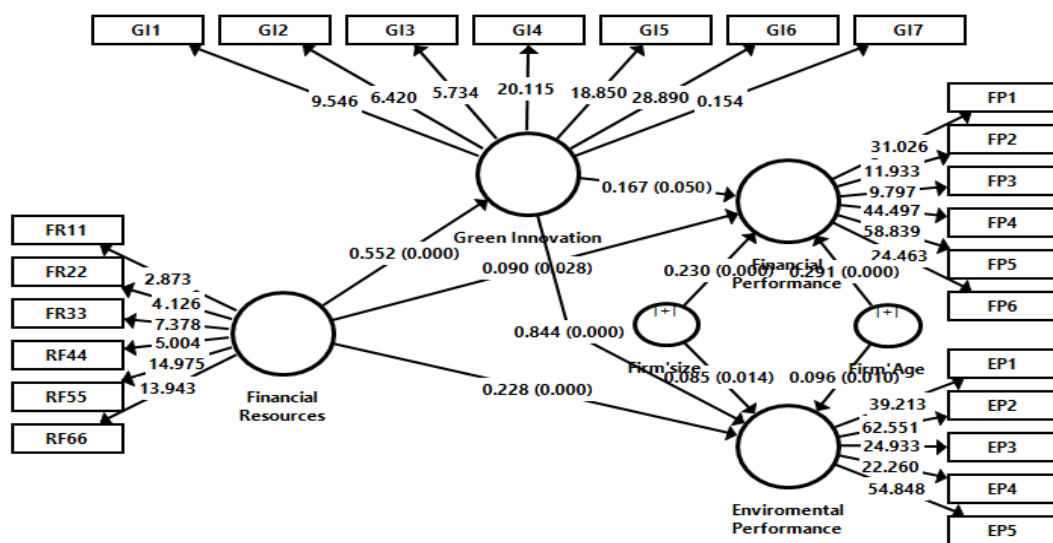 GI1 GI2 GI3 GI4 GI5 GI6 GI7
9.546 6.420 5.734 20.115 18.850 28.890 0.154
FP1
31.026
FP2
11.933
FP3
9.797
FP4
44.497
FP5
58.839
FP6
24.463
0.167 (0.050)
Green Innovation
Financial
Performance
FR11
2.873
FR22
4.126
FR33
7.378
RF44
5.004
RF55
14.975
RF66
13.943
Financial
Resources
0.552 (0.000)
0.090 (0.028)
0.230 (0.000)
0.291 (0.000)
[+]
[+]
Firm'size
Firm'Age
0.844 (0.000)
0.228 (0.000)
0.085 (0.014)
0.096 (0.010)
EP1
39.213
EP2
62.551
EP3
24.933
EP4
22.260
EP5
54.848
Enviromental
Performance